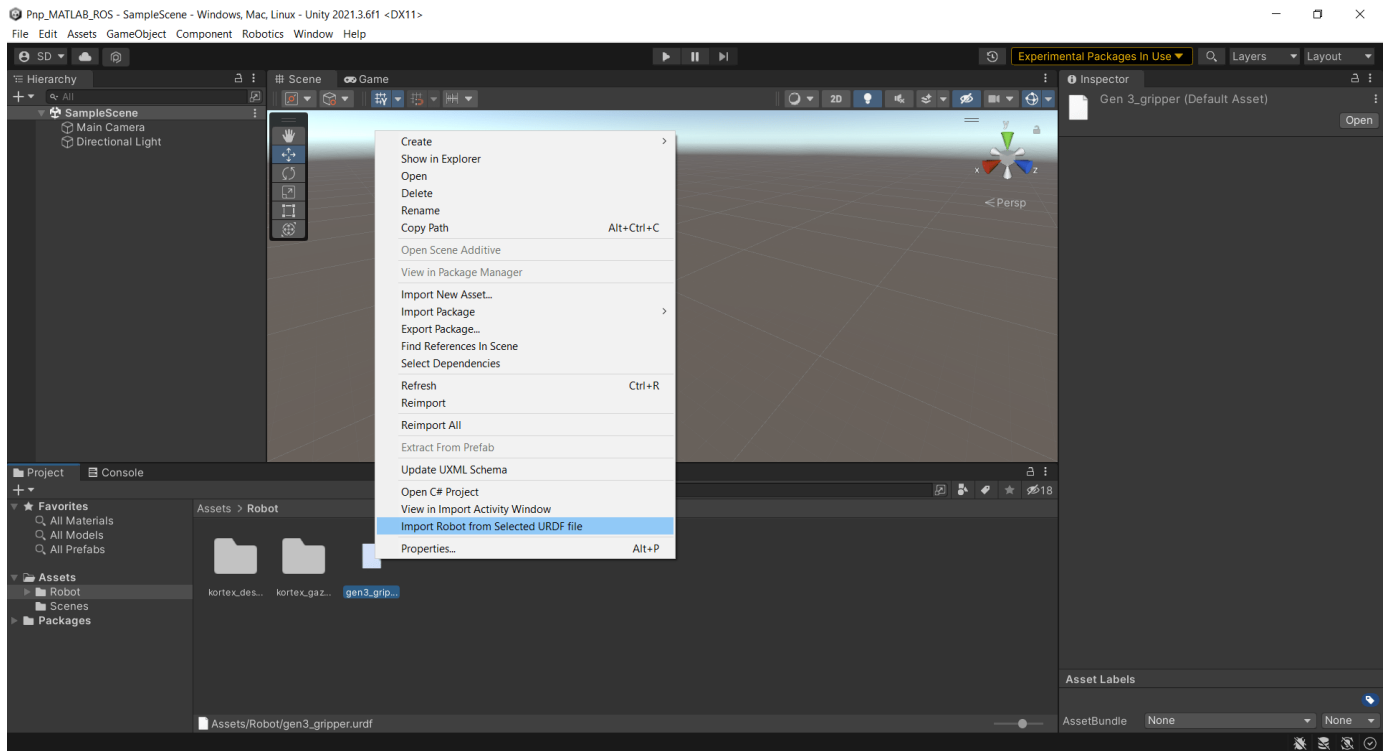 Pnp_MATLAB_ROS - SampleScene - Windows, Mac, Linux - Unity 2021.3.6f1 <DX11>
File Edit Assets GameObject Component Robotics Window Help
SD
Experimental Packages In Use
Layers
Layout
Hierarchy
Scene
Game
Inspector
All
2D
Gen 3_gripper (Default Asset)
Open
SampleScene
Main Camera
Directional Light
y
x
z
Persp
Create
Show in Explorer
Open
Delete
Rename
Copy Path Alt+Ctrl+C
Open Scene Additive
View in Package Manager
Import New Asset...
Import Package
Export Package...
Find References In Scene
Select Dependencies
Refresh Ctrl+R
Reimport
Reimport All
Extract From Prefab
Update UXML Schema
Open C# Project
View in Import Activity Window
Import Robot from Selected URDF file
Properties... Alt+P
Project
Console
18
Favorites
All Materials
All Models
All Prefabs
Assets
Robot
Scenes
Packages
Assets > Robot
kortex_des...
kortex_gaz...
gen3_grip...
Assets/Robot/gen3_gripper.urdf
Asset Labels
AssetBundle None None